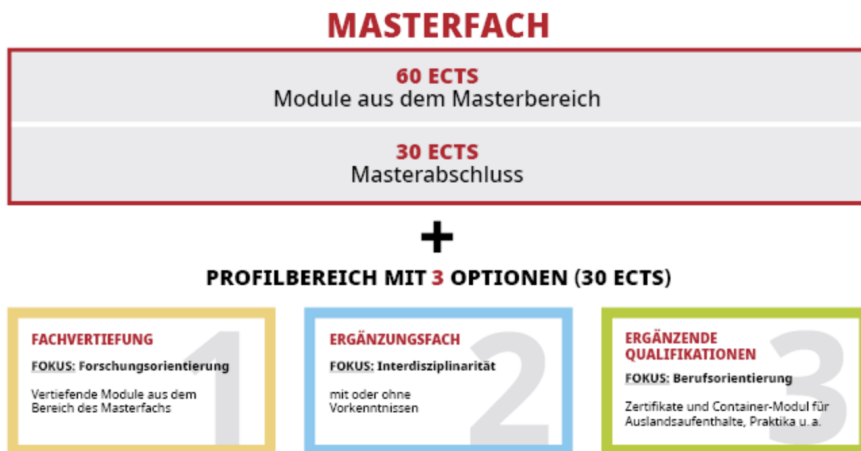 MASTERFACH
60 ECTS
Module aus dem Masterbereich
30 ECTS
Masterabschluss
+
PROFILBEREICH MIT 3 OPTIONEN (30 ECTS)
1
FACHVERTIEFUNG
FOKUS: Forschungsorientierung
Vertiefende Module aus dem
Bereich des Masterfachs
2
ERGÄNZUNGSFACH
FOKUS: Interdisziplinarität
mit oder ohne
Vorkenntnissen
3
ERGÄNZENDE
QUALIFIKATIONEN
FOKUS: Berufsorientierung
Zertifikate und Container-Modul für
Auslandsaufenthalte, Praktika u.a.